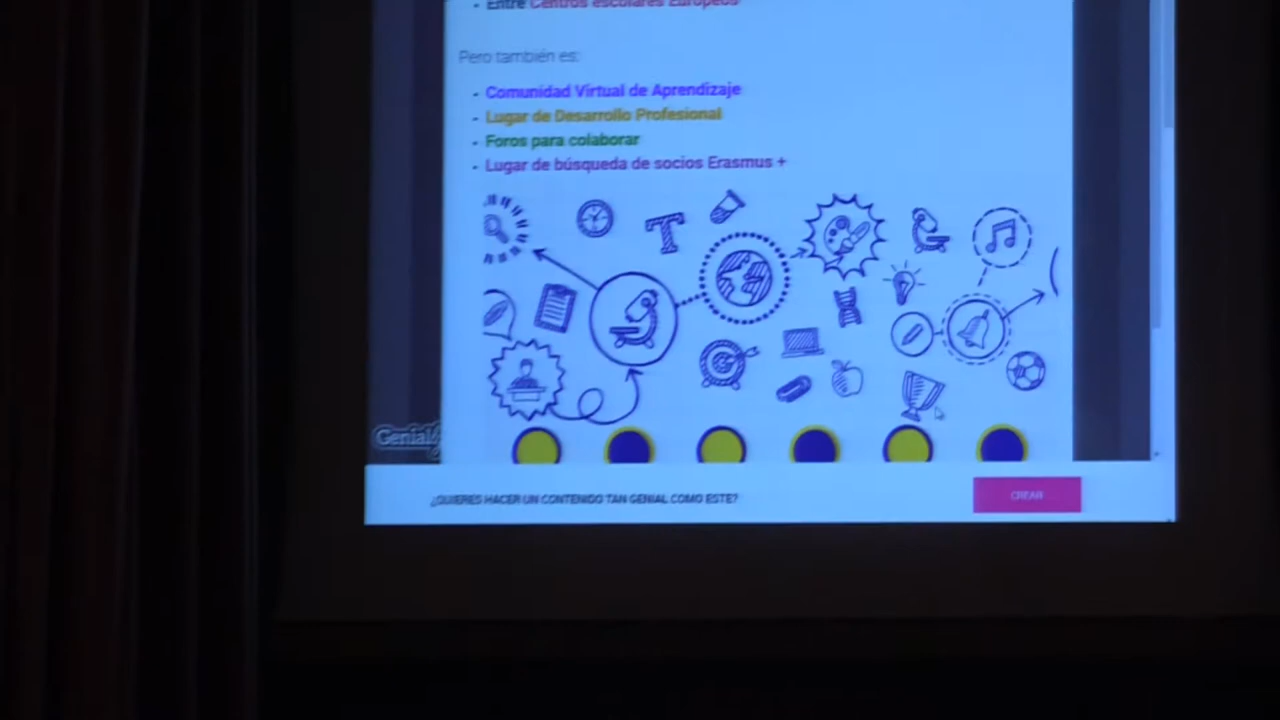 - Entre Centros escolares Europeos
Pero también es:
- Comunidad Virtual de Aprendizaje
- Lugar de Desarrollo Profesional
- Foros para colaborar
- Lugar de búsqueda de socios Erasmus +
T
Genial
¿QUIERES HACER UN CONTENIDO TAN GENIAL COMO ESTE?
CREAR